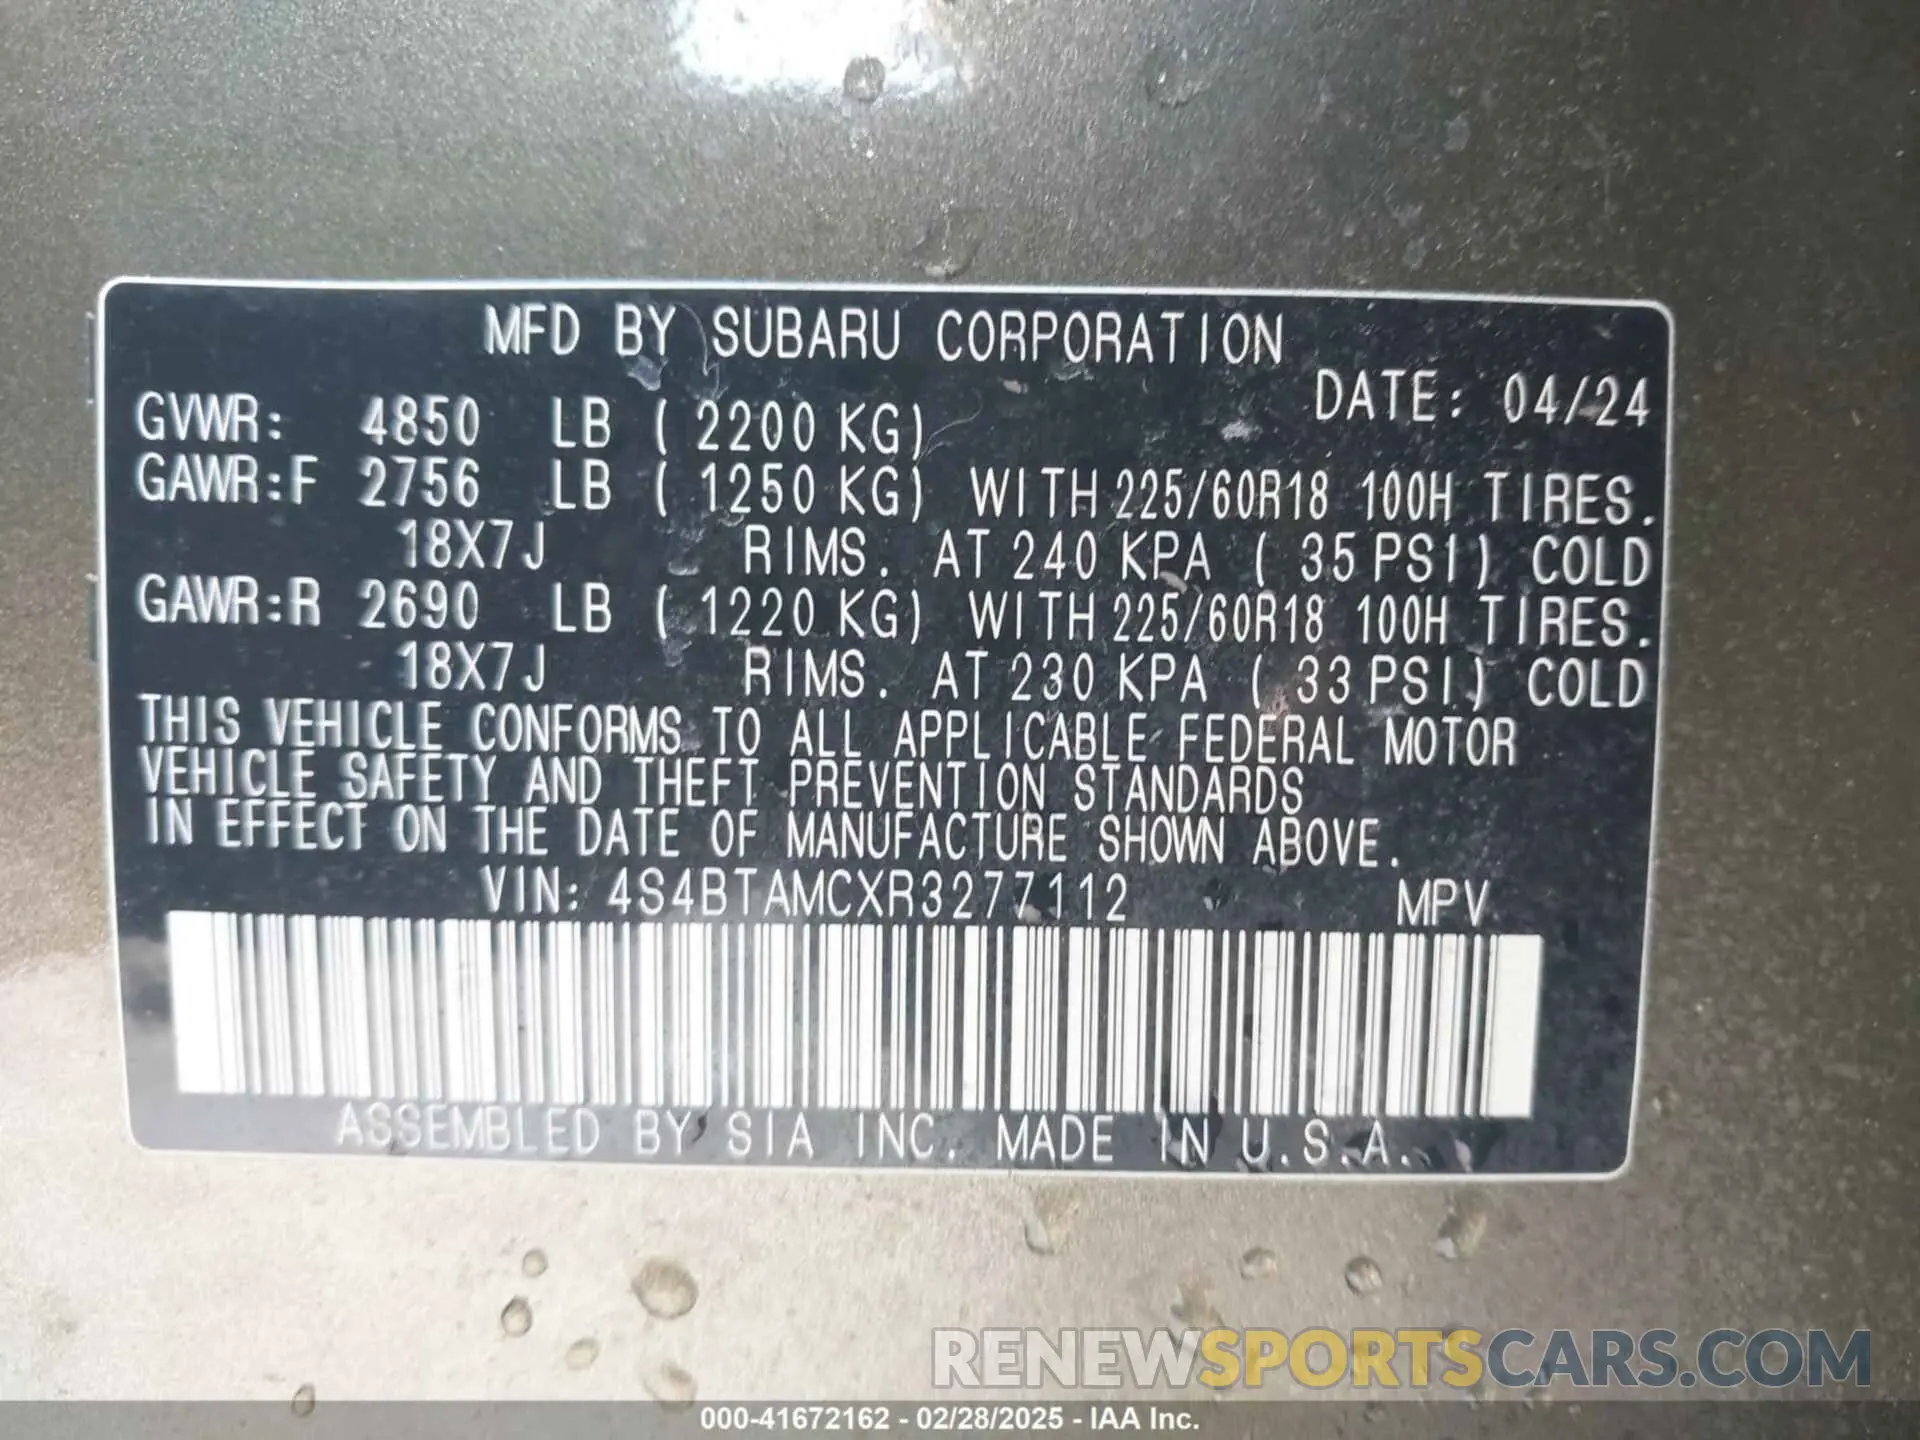 MFD BY SUBARU CORPORATION
DATE: 04/24
GVWR: 4850 LB ( 2200 KG)
GAWR:F 2756 LB ( 1250 KG) WITH 225/60R18 100H TIRES.
18X7J RIMS. AT 240 KPA ( 35 PSI) COLD
GAWR:R 2690 LB ( 1220 KG) WITH 225/60R18 100H TIRES.
18X7J RIMS. AT 230 KPA ( 33 PSI) COLD
THIS VEHICLE CONFORMS TO ALL APPLICABLE FEDERAL MOTOR
VEHICLE SAFETY AND THEFT PREVENTION STANDARDS
IN EFFECT ON THE DATE OF MANUFACTURE SHOWN ABOVE.
VIN: 4S4BTAMCXR3277112 MPV
ASSEMBLED BY SIA INC. MADE IN U.S.A.
RENEWSPORTSCARS.COM
000-41672162 - 02/28/2025 - IAA Inc.